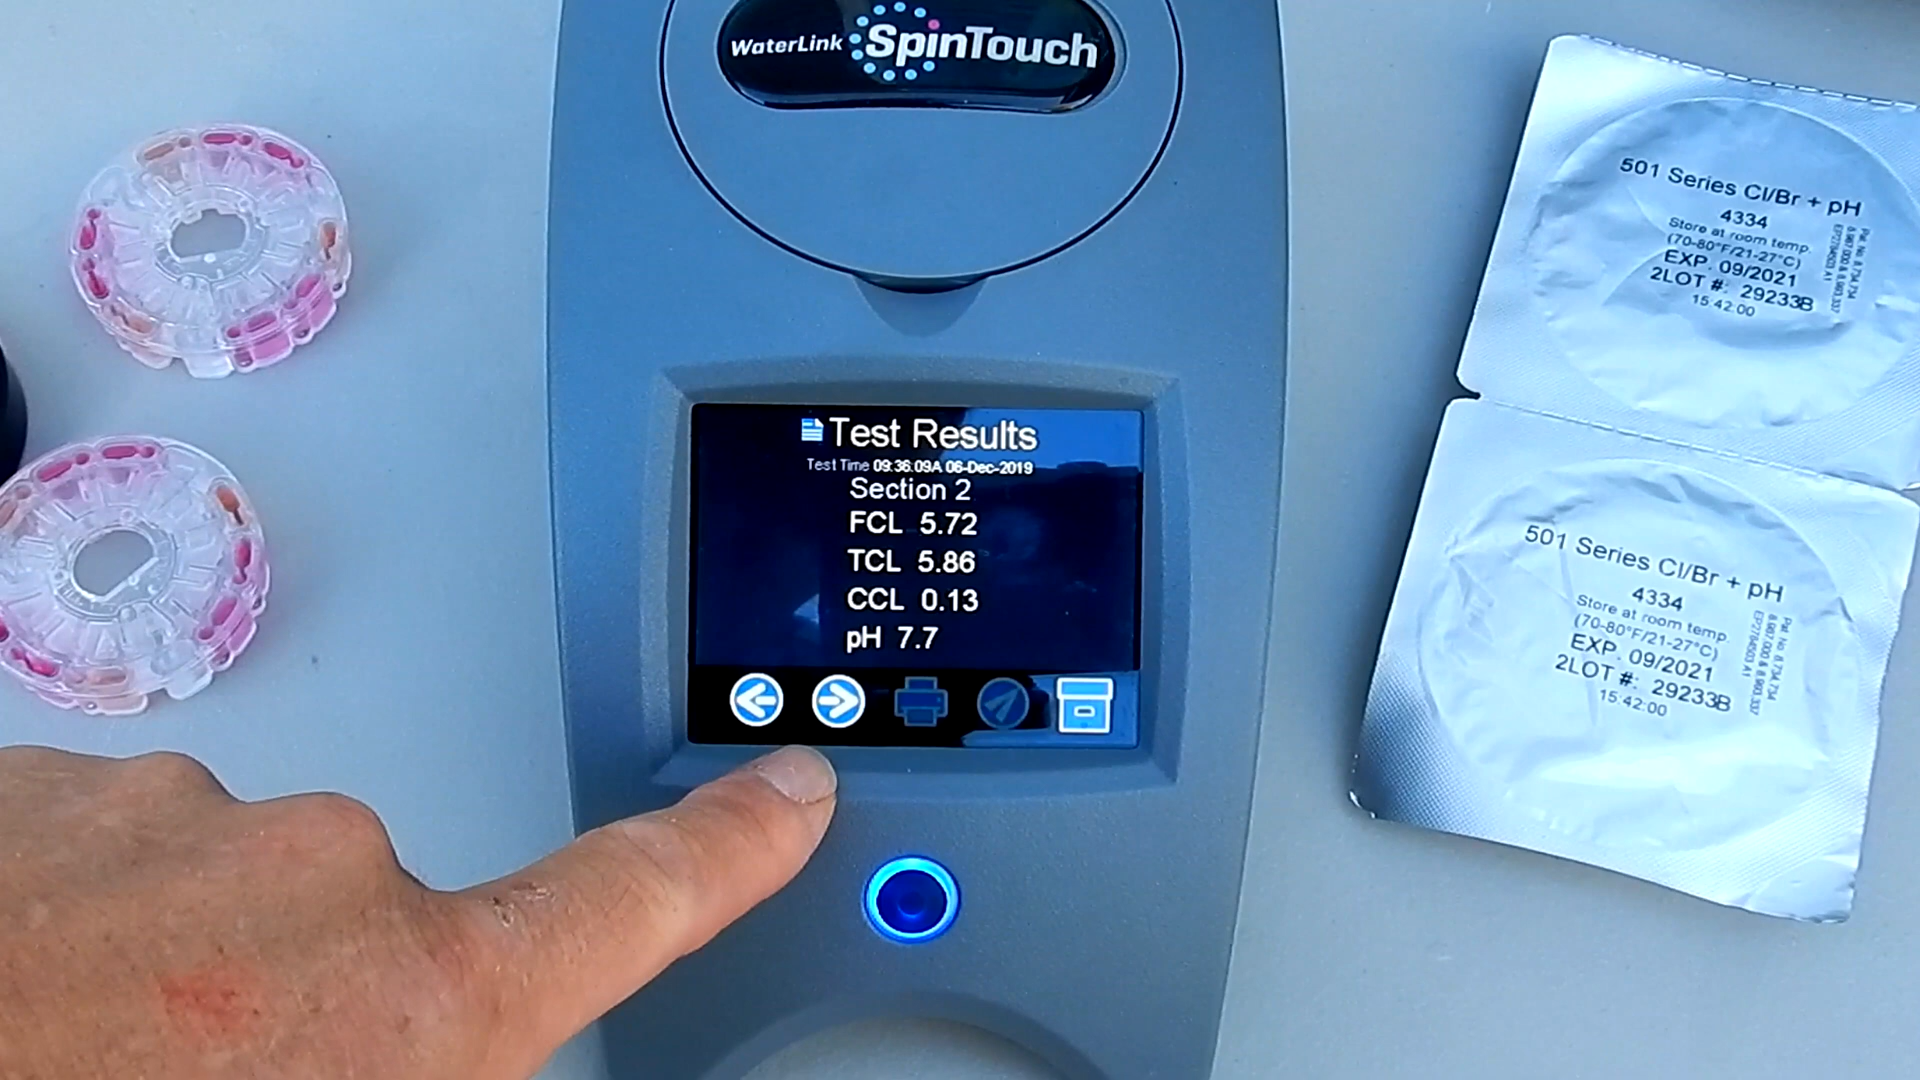 WaterLink SpinTouch
Test Results
Test Time 09:36:09A 06-Dec-2019
Section 2
FCL 5.72
TCL 5.86
CCL 0.13
pH 7.7
501 Series Cl/Br + pH
4334
Store at room temp.
(70-80°F/21-27°C)
EXP. 09/2021
2LOT #: 29233B
15:42:00
501 Series Cl/Br + pH
4334
Store at room temp.
(70-80°F/21-27°C)
EXP. 09/2021
2LOT #: 29233B
15:42:00